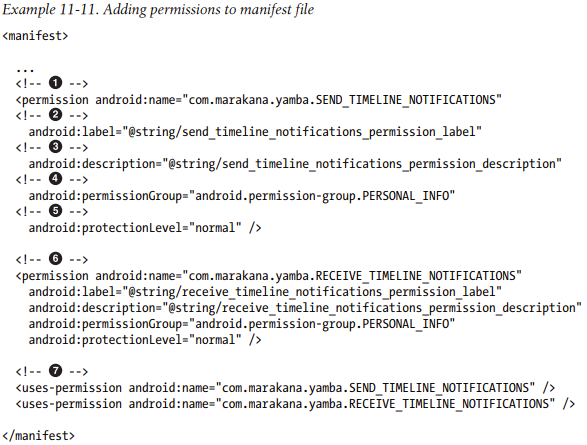 Example 11-11. Adding permissions to manifest file
<manifest>
...
<!-- ❶ -->
<permission android:name="com.marakana.yamba.SEND_TIMELINE_NOTIFICATIONS"
<!-- ❷ -->
android:label="@string/send_timeline_notifications_permission_label"
<!-- ❸ -->
android:description="@string/send_timeline_notifications_permission_description"
<!-- ❹ -->
android:permissionGroup="android.permission-group.PERSONAL_INFO"
<!-- ❺ -->
android:protectionLevel="normal" />
<!-- ❻ -->
<permission android:name="com.marakana.yamba.RECEIVE_TIMELINE_NOTIFICATIONS"
android:label="@string/receive_timeline_notifications_permission_label"
android:description="@string/receive_timeline_notifications_permission_description"
android:permissionGroup="android.permission-group.PERSONAL_INFO"
android:protectionLevel="normal" />
<!-- ❼ -->
<uses-permission android:name="com.marakana.yamba.SEND_TIMELINE_NOTIFICATIONS" />
<uses-permission android:name="com.marakana.yamba.RECEIVE_TIMELINE_NOTIFICATIONS" />
</manifest>